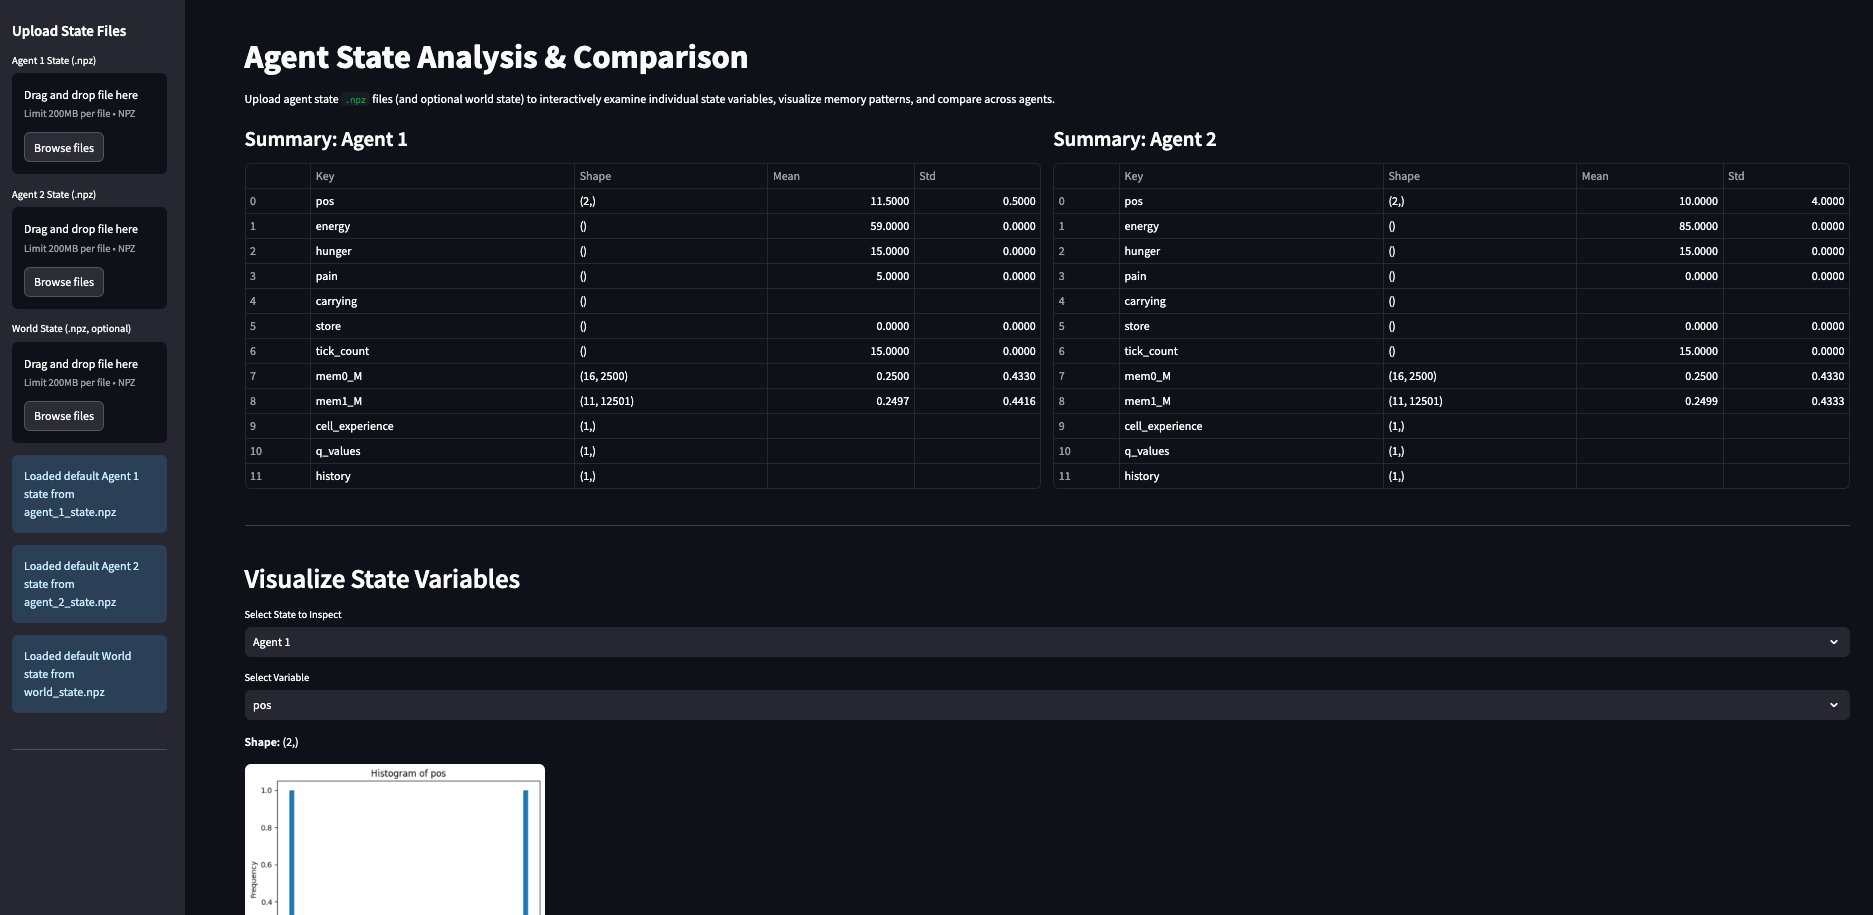 Upload State Files
Agent 1 State (.npz)
Drag and drop file here
Limit 200MB per file • NPZ
Browse files
Agent 2 State (.npz)
Drag and drop file here
Limit 200MB per file • NPZ
Browse files
World State (.npz, optional)
Drag and drop file here
Limit 200MB per file • NPZ
Browse files
Loaded default Agent 1
state from
agent_1_state.npz
Loaded default Agent 2
state from
agent_2_state.npz
Loaded default World
state from
world_state.npz
Agent State Analysis & Comparison
Upload agent state .npz files (and optional world state) to interactively examine individual state variables, visualize memory patterns, and compare across agents.
Summary: Agent 1
Key Shape Mean Std
0 pos (2,) 11.5000 0.5000
1 energy () 59.0000 0.0000
2 hunger () 15.0000 0.0000
3 pain () 5.0000 0.0000
4 carrying ()
5 store () 0.0000 0.0000
6 tick_count () 15.0000 0.0000
7 mem0_M (16, 2500) 0.2500 0.4330
8 mem1_M (11, 12501) 0.2497 0.4416
9 cell_experience (1,)
10 q_values (1,)
11 history (1,)
Summary: Agent 2
Key Shape Mean Std
0 pos (2,) 10.0000 4.0000
1 energy () 85.0000 0.0000
2 hunger () 15.0000 0.0000
3 pain () 0.0000 0.0000
4 carrying ()
5 store () 0.0000 0.0000
6 tick_count () 15.0000 0.0000
7 mem0_M (16, 2500) 0.2500 0.4330
8 mem1_M (11, 12501) 0.2499 0.4333
9 cell_experience (1,)
10 q_values (1,)
11 history (1,)
Visualize State Variables
Select State to Inspect
Agent 1
Select Variable
pos
Shape: (2,)
Histogram of pos
1.0
0.8
0.6
0.4
Frequency